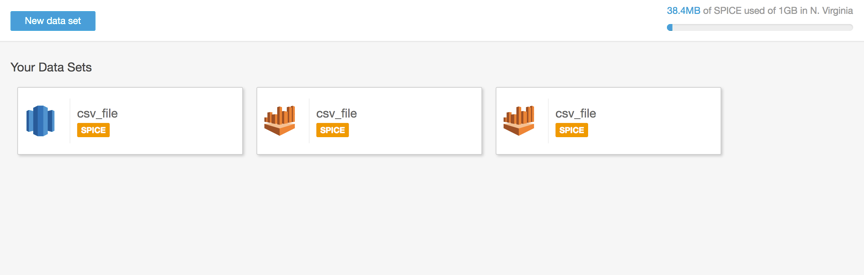 New data set
38.4MB of SPICE used of 1GB in N. Virginia
Your Data Sets
csv_file
SPICE
csv_file
SPICE
csv_file
SPICE